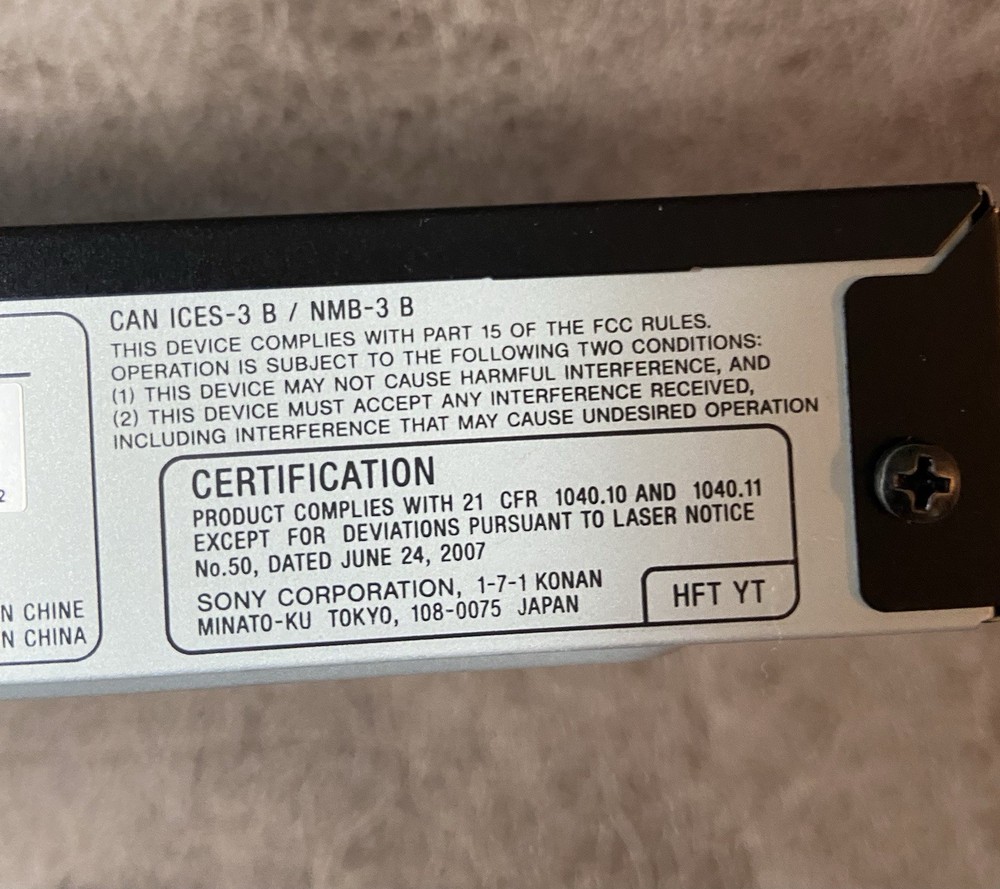 CAN ICES-3 B / NMB-3 B
THIS DEVICE COMPLIES WITH PART 15 OF THE FCC RULES.
OPERATION IS SUBJECT TO THE FOLLOWING TWO CONDITIONS:
(1) THIS DEVICE MAY NOT CAUSE HARMFUL INTERFERENCE, AND
(2) THIS DEVICE MUST ACCEPT ANY INTERFERENCE RECEIVED,
INCLUDING INTERFERENCE THAT MAY CAUSE UNDESIRED OPERATION
CERTIFICATION
PRODUCT COMPLIES WITH 21 CFR 1040.10 AND 1040.11
EXCEPT FOR DEVIATIONS PURSUANT TO LASER NOTICE
No.50, DATED JUNE 24, 2007
SONY CORPORATION, 1-7-1 KONAN
MINATO-KU TOKYO, 108-0075 JAPAN
HFT YT
2
N CHINE
N CHINA